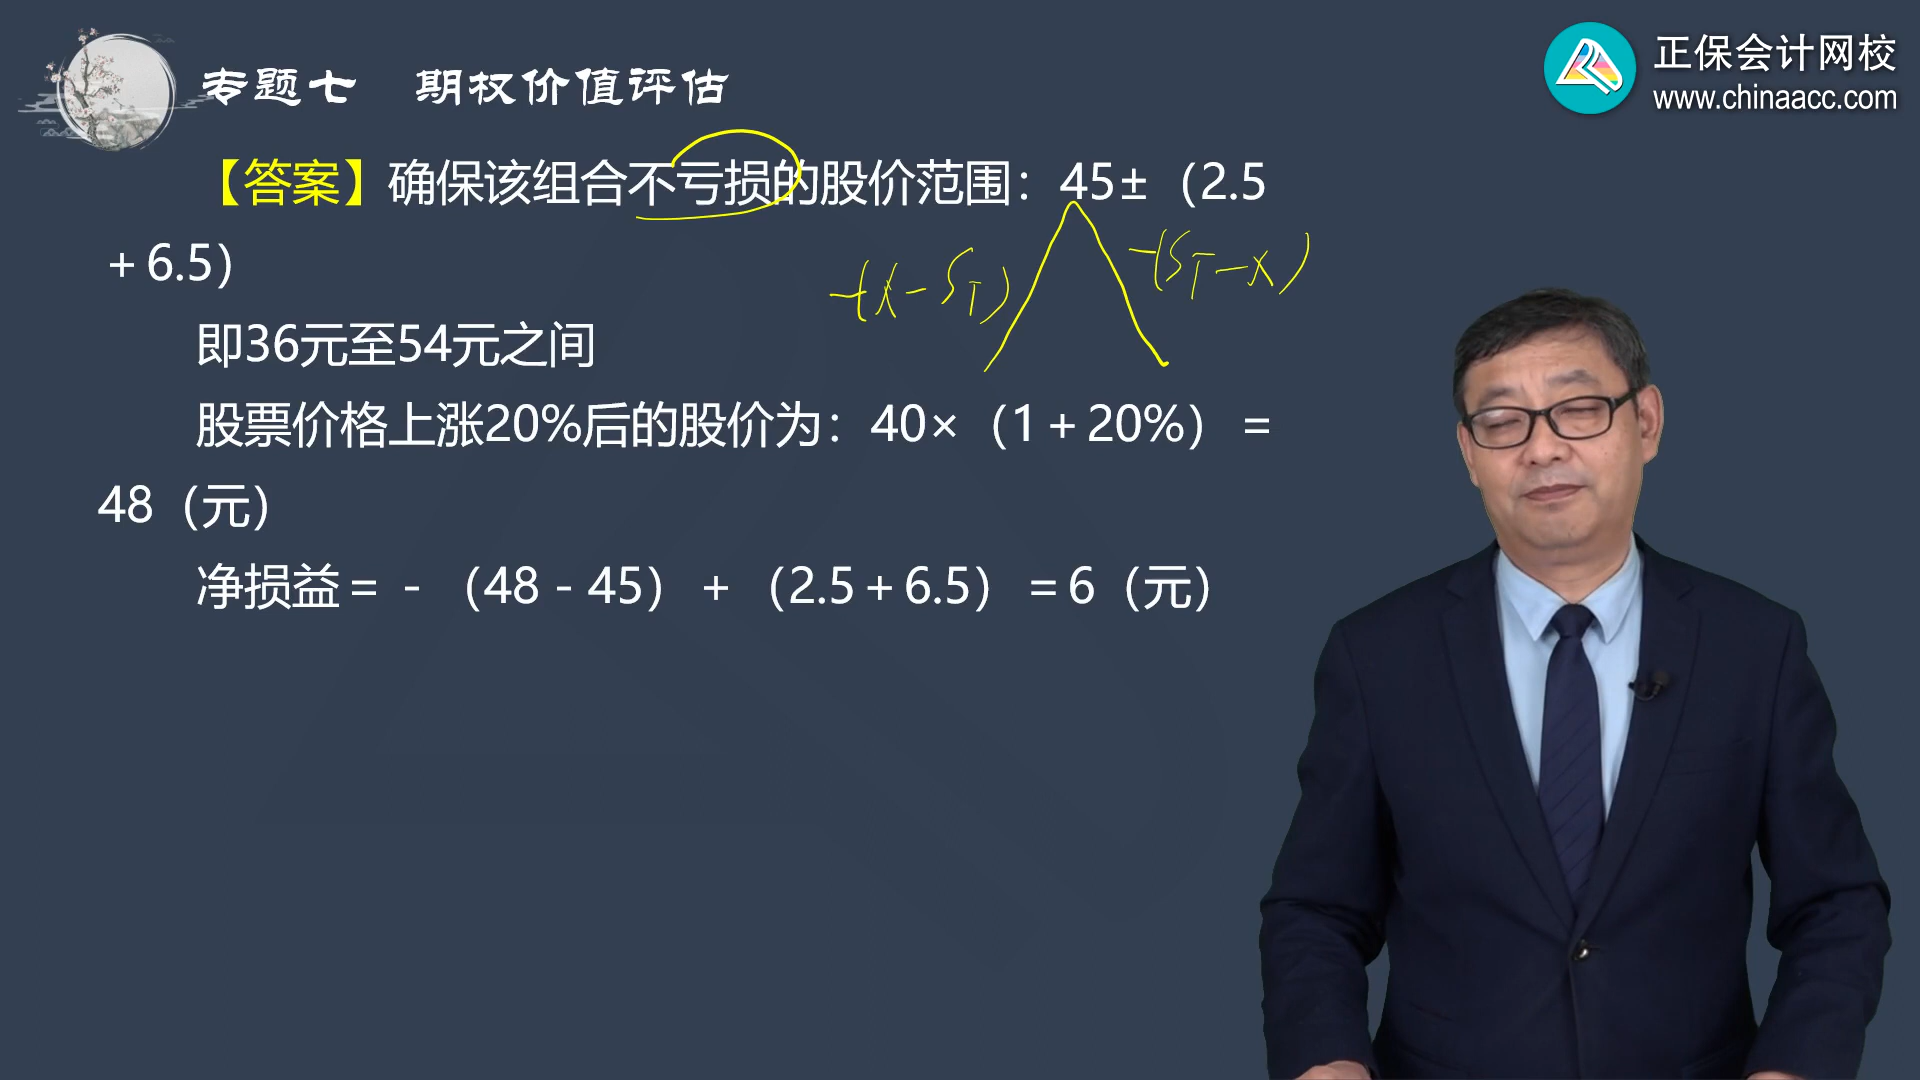 专题七 期权价值评估
正保会计网校
www.chinaacc.com
【答案】确保该组合不亏损的股价范围：45±（2.5
＋6.5）
-(X-S_T)
-(S_T-X)
即36元至54元之间
股票价格上涨20%后的股价为：40×（1＋20%）＝
48（元）
净损益＝－（48－45）＋（2.5＋6.5）＝6（元）